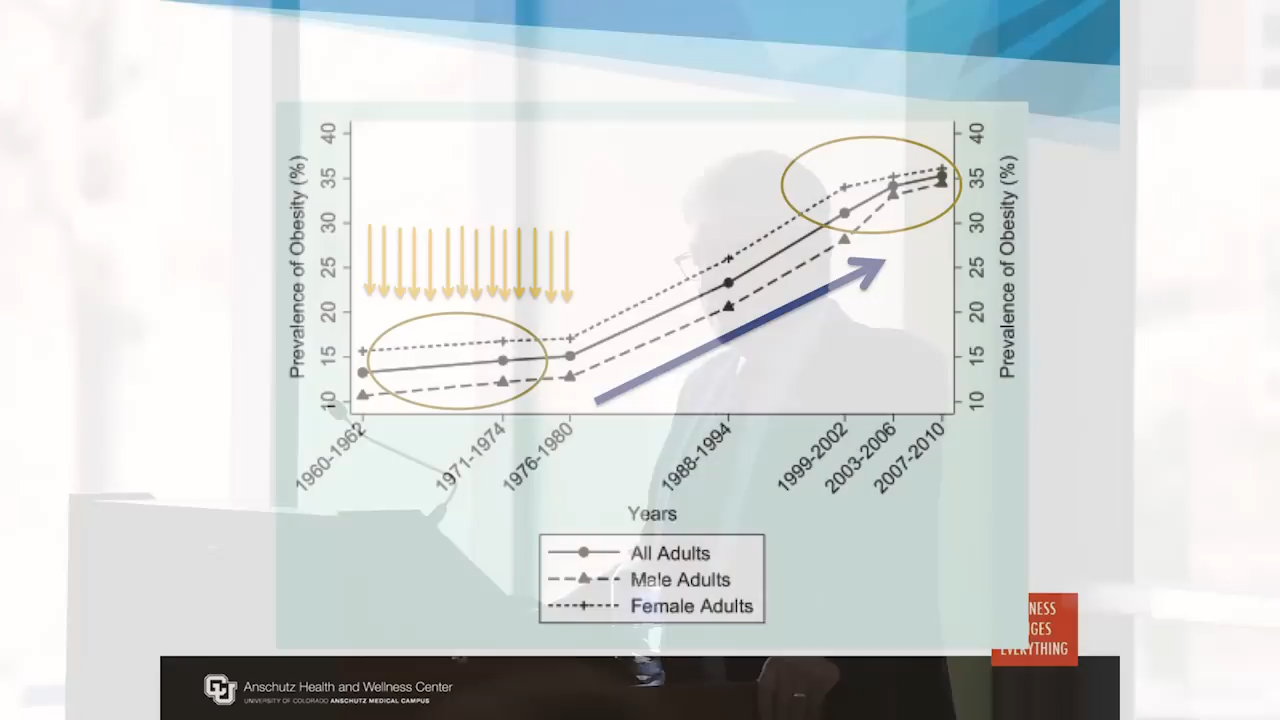 40
35
30
25
20
15
10
Prevalence of Obesity (%)
40
35
30
25
20
15
10
Prevalence of Obesity (%)
1960-1962
1971-1974
1976-1980
1988-1994
1999-2002
2003-2006
2007-2010
Years
All Adults
Male Adults
Female Adults
NESS
GES
EVERYTHING
CU Anschutz Health and Wellness Center
UNIVERSITY OF COLORADO ANSCHUTZ MEDICAL CAMPUS